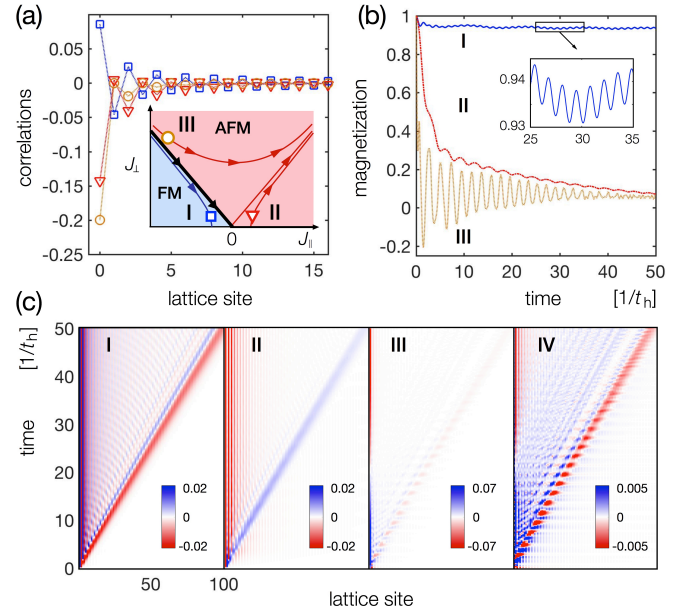 (a)
0.05
0
-0.05
-0.1
-0.15
-0.2
-0.25
correlations
0 5 10 15
lattice site
III AFM
J⊥
FM
I II
0 J∥
(b)
1
0.8
0.6
0.4
0.2
0
-0.2
magnetization
I
II
III
0.94
0.93
25 30 35
0 10 20 30 40 50
time [1/t_h]
(c)
[1/t_h]
time
50
40
30
20
10
0
I II III IV
0.02 0.02 0.07 0.005
0 0 0 0
-0.02 -0.02 -0.07 -0.005
50 100
lattice site